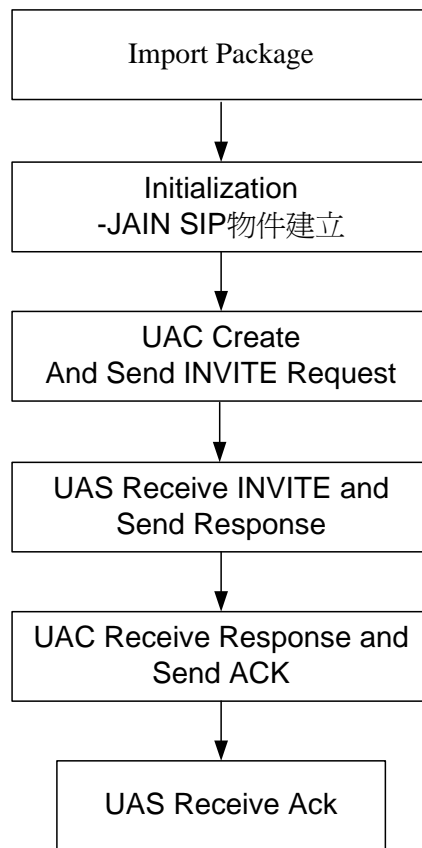 Import Package
Initialization
-JAIN SIP物件建立
UAC Create
And Send INVITE Request
UAS Receive INVITE and
Send Response
UAC Receive Response and
Send ACK
UAS Receive Ack